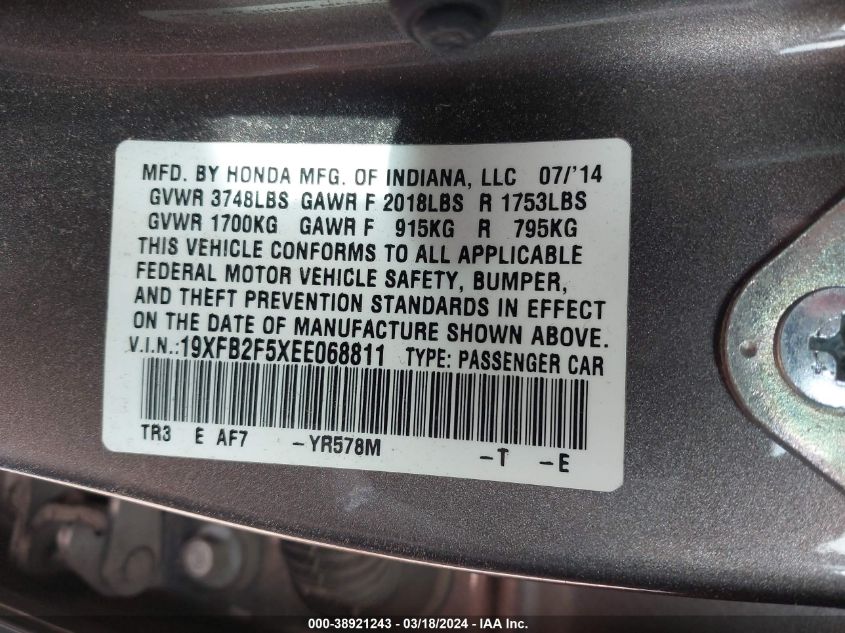 MFD. BY HONDA MFG. OF INDIANA, LLC 07/'14
GVWR 3748LBS GAWR F 2018LBS R 1753LBS
GVWR 1700KG GAWR F 915KG R 795KG
THIS VEHICLE CONFORMS TO ALL APPLICABLE
FEDERAL MOTOR VEHICLE SAFETY, BUMPER,
AND THEFT PREVENTION STANDARDS IN EFFECT
ON THE DATE OF MANUFACTURE SHOWN ABOVE.
V.I.N.:19XFB2F5XEE068811 TYPE: PASSENGER CAR
TR3 E AF7 -YR578M -T -E
000-38921243 - 03/18/2024 - IAA Inc.